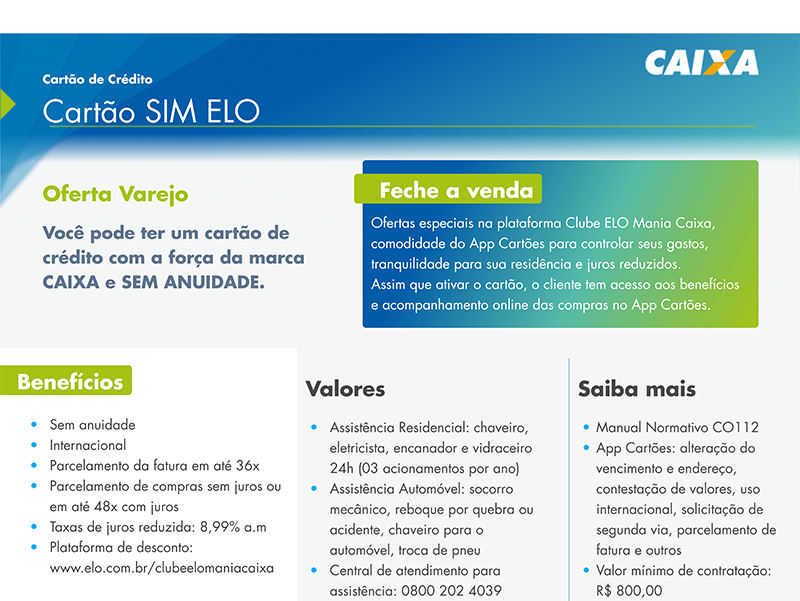 CAIXA
Cartão de Crédito
Cartão SIM ELO
Oferta Varejo
Você pode ter um cartão de
crédito com a força da marca
CAIXA e SEM ANUIDADE.
Feche a venda
Ofertas especiais na plataforma Clube ELO Mania Caixa,
comodidade do App Cartões para controlar seus gastos,
tranquilidade para sua residência e juros reduzidos.
Assim que ativar o cartão, o cliente tem acesso aos benefícios
e acompanhamento online das compras no App Cartões.
Benefícios
• Sem anuidade
• Internacional
• Parcelamento da fatura em até 36x
• Parcelamento de compras sem juros ou
em até 48x com juros
• Taxas de juros reduzida: 8,99% a.m
• Plataforma de desconto:
www.elo.com.br/clubeelomaniacaixa
Valores
• Assistência Residencial: chaveiro,
eletricista, encanador e vidraceiro
24h (03 acionamentos por ano)
• Assistência Automóvel: socorro
mecânico, reboque por quebra ou
acidente, chaveiro para o
automóvel, troca de pneu
• Central de atendimento para
assistência: 0800 202 4039
Saiba mais
• Manual Normativo CO112
• App Cartões: alteração do
vencimento e endereço,
contestação de valores, uso
internacional, solicitação de
segunda via, parcelamento de
fatura e outros
• Valor mínimo de contratação:
R$ 800,00